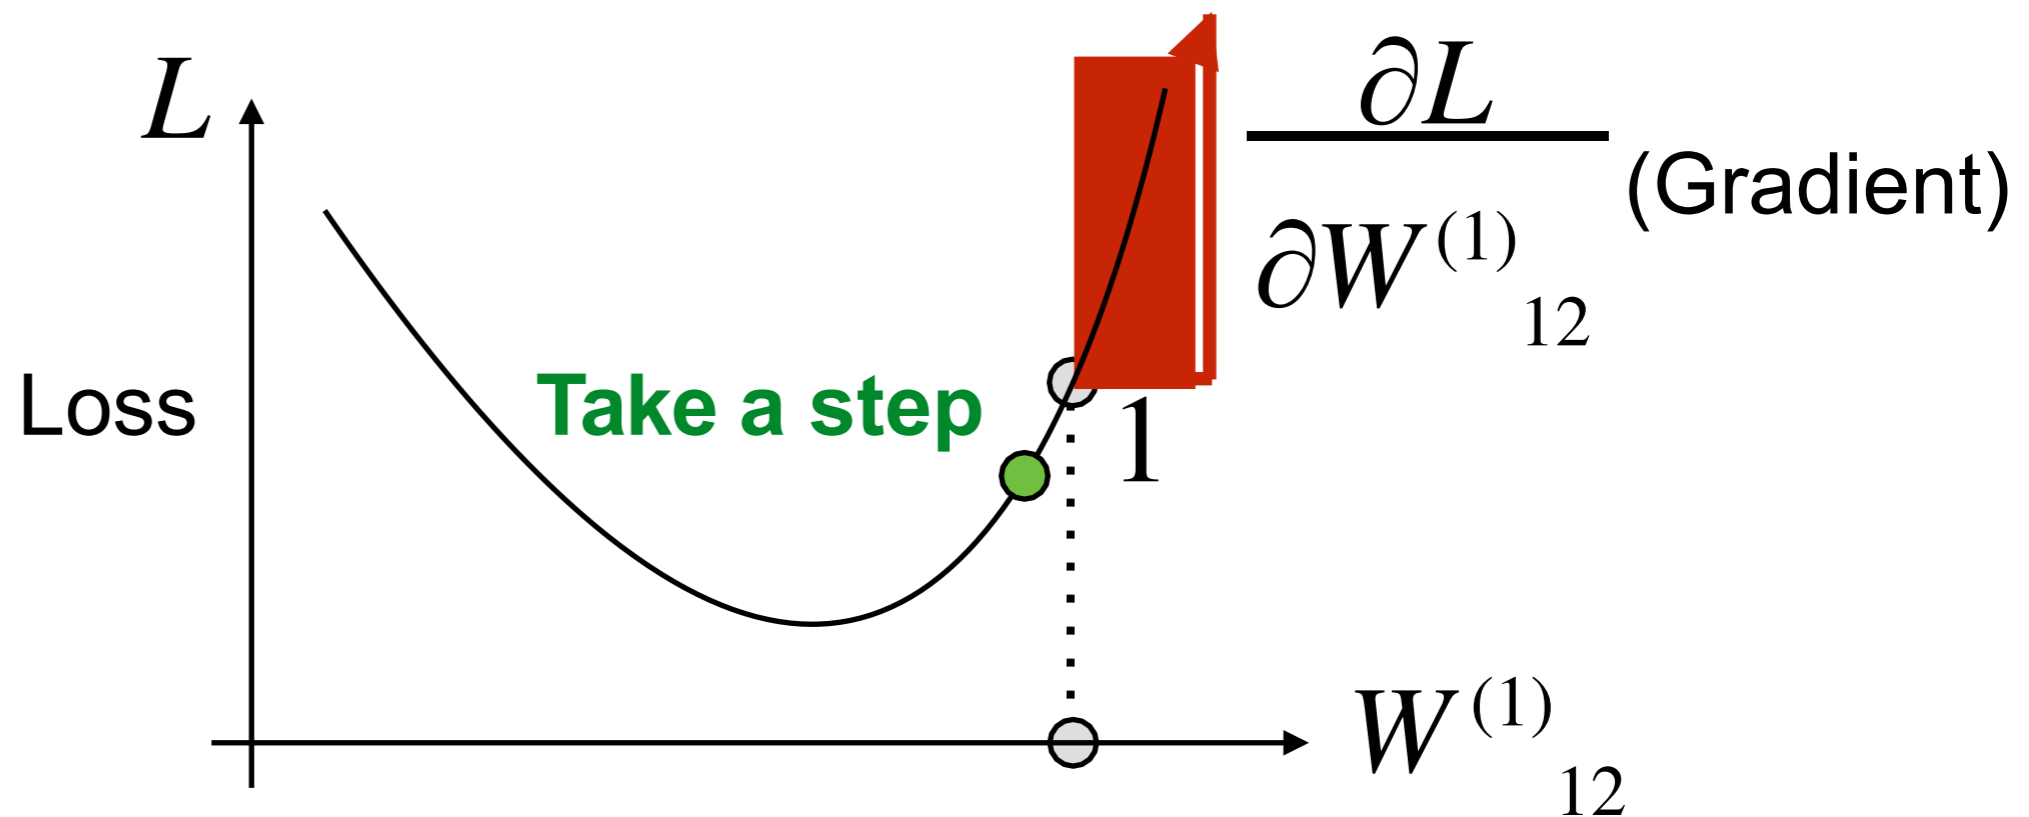 L
∂L
(Gradient)
∂W^{(1)}_{12}
Loss
Take a step
1
W^{(1)}_{12}